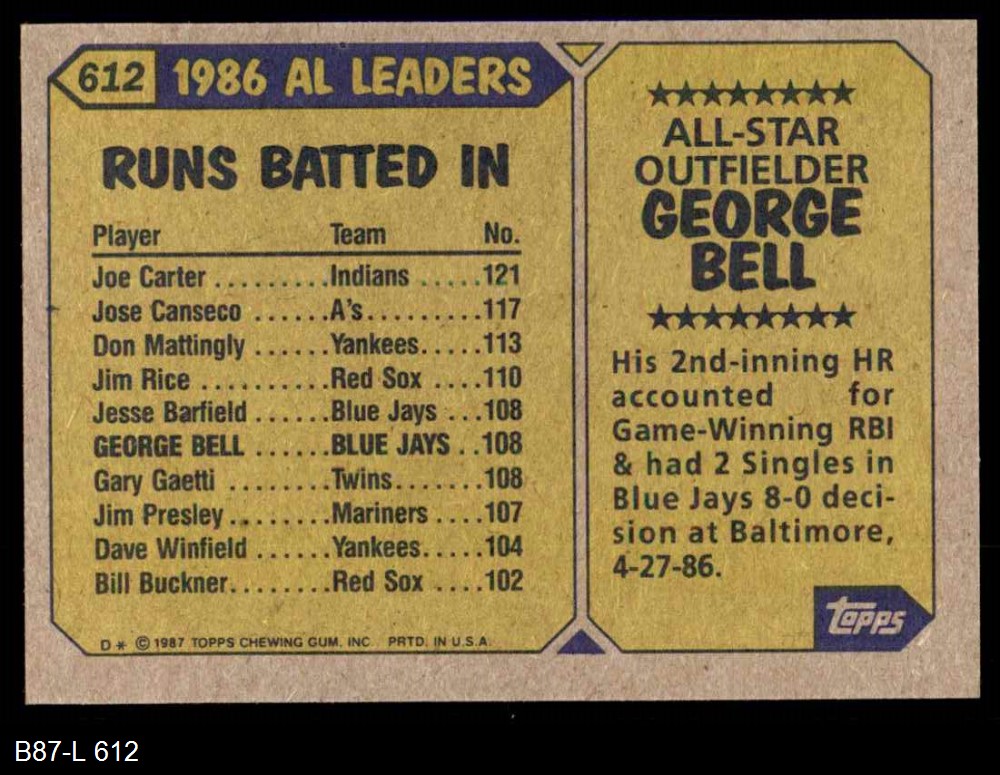 612 1986 AL LEADERS
RUNS BATTED IN
Player Team No.
Joe Carter .........Indians .....121
Jose Canseco ......A's..........117
Don Mattingly ......Yankees.....113
Jim Rice ..........Red Sox ....110
Jesse Barfield ......Blue Jays ...108
GEORGE BELL ......BLUE JAYS ..108
Gary Gaetti ........Twins.......108
Jim Presley........Mariners ....107
Dave Winfield ......Yankees.....104
Bill Buckner........Red Sox ....102
D* © 1987 TOPPS CHEWING GUM, INC. PRTD. IN U.S.A.
★★★★★★★★
ALL-STAR
OUTFIELDER
GEORGE
BELL
★★★★★★★★
His 2nd-inning HR
accounted for
Game-Winning RBI
& had 2 Singles in
Blue Jays 8-0 deci-
sion at Baltimore,
4-27-86.
topps
B87-L 612